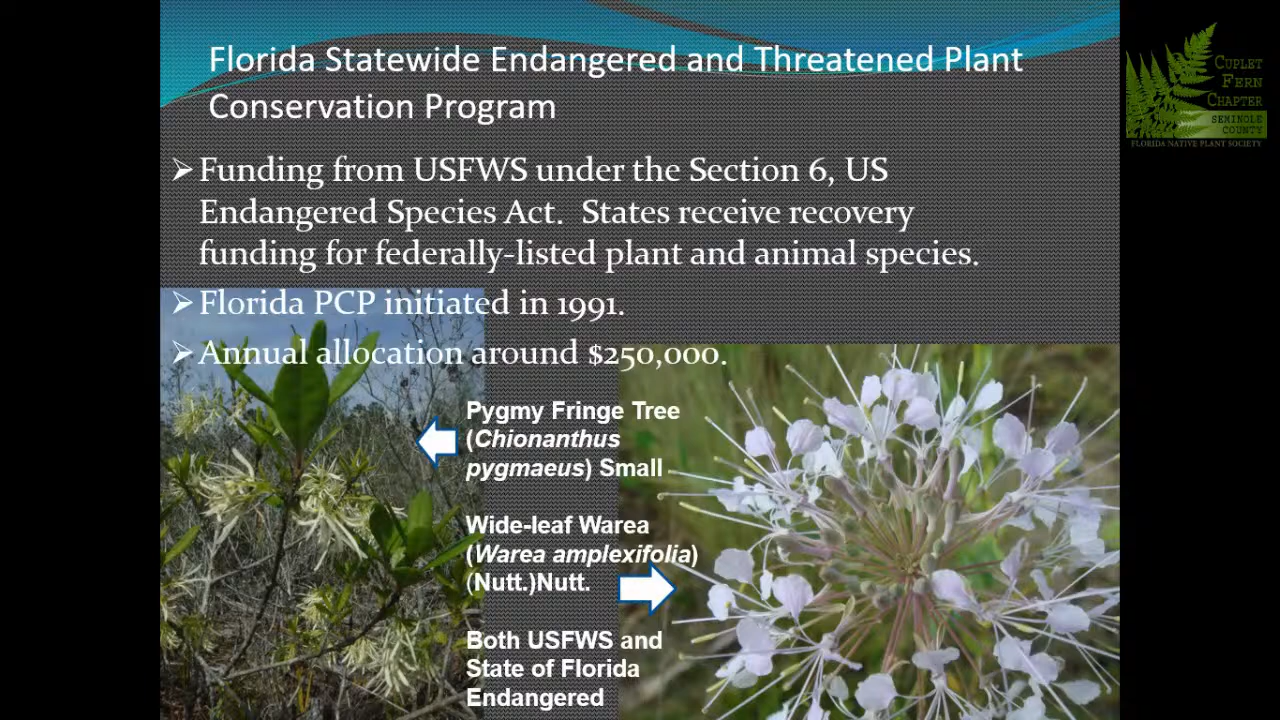 Florida Statewide Endangered and Threatened Plant
Conservation Program
➢Funding from USFWS under the Section 6, US
Endangered Species Act.  States receive recovery
funding for federally-listed plant and animal species.
➢Florida PCP initiated in 1991.
➢Annual allocation around $250,000.
Pygmy Fringe Tree
(Chionanthus
pygmaeus) Small
Wide-leaf Warea
(Warea amplexifolia)
(Nutt.)Nutt.
Both USFWS and
State of Florida
Endangered
CUPLET
FERN
CHAPTER
SEMINOLE
COUNTY
FLORIDA NATIVE PLANT SOCIETY